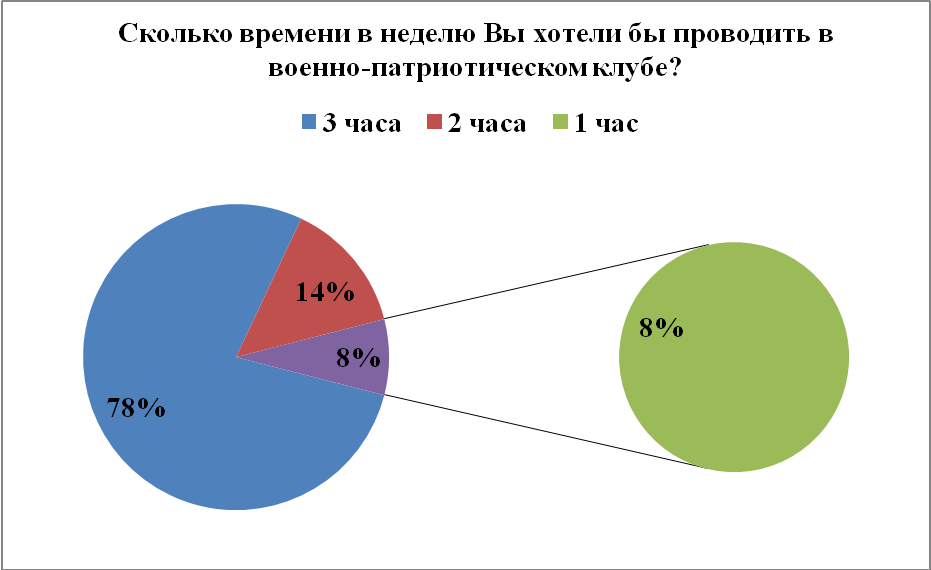 Сколько времени в неделю Вы хотели бы проводить в
военно-патриотическом клубе?
3 часа 2 часа 1 час
14%
8%
8%
78%